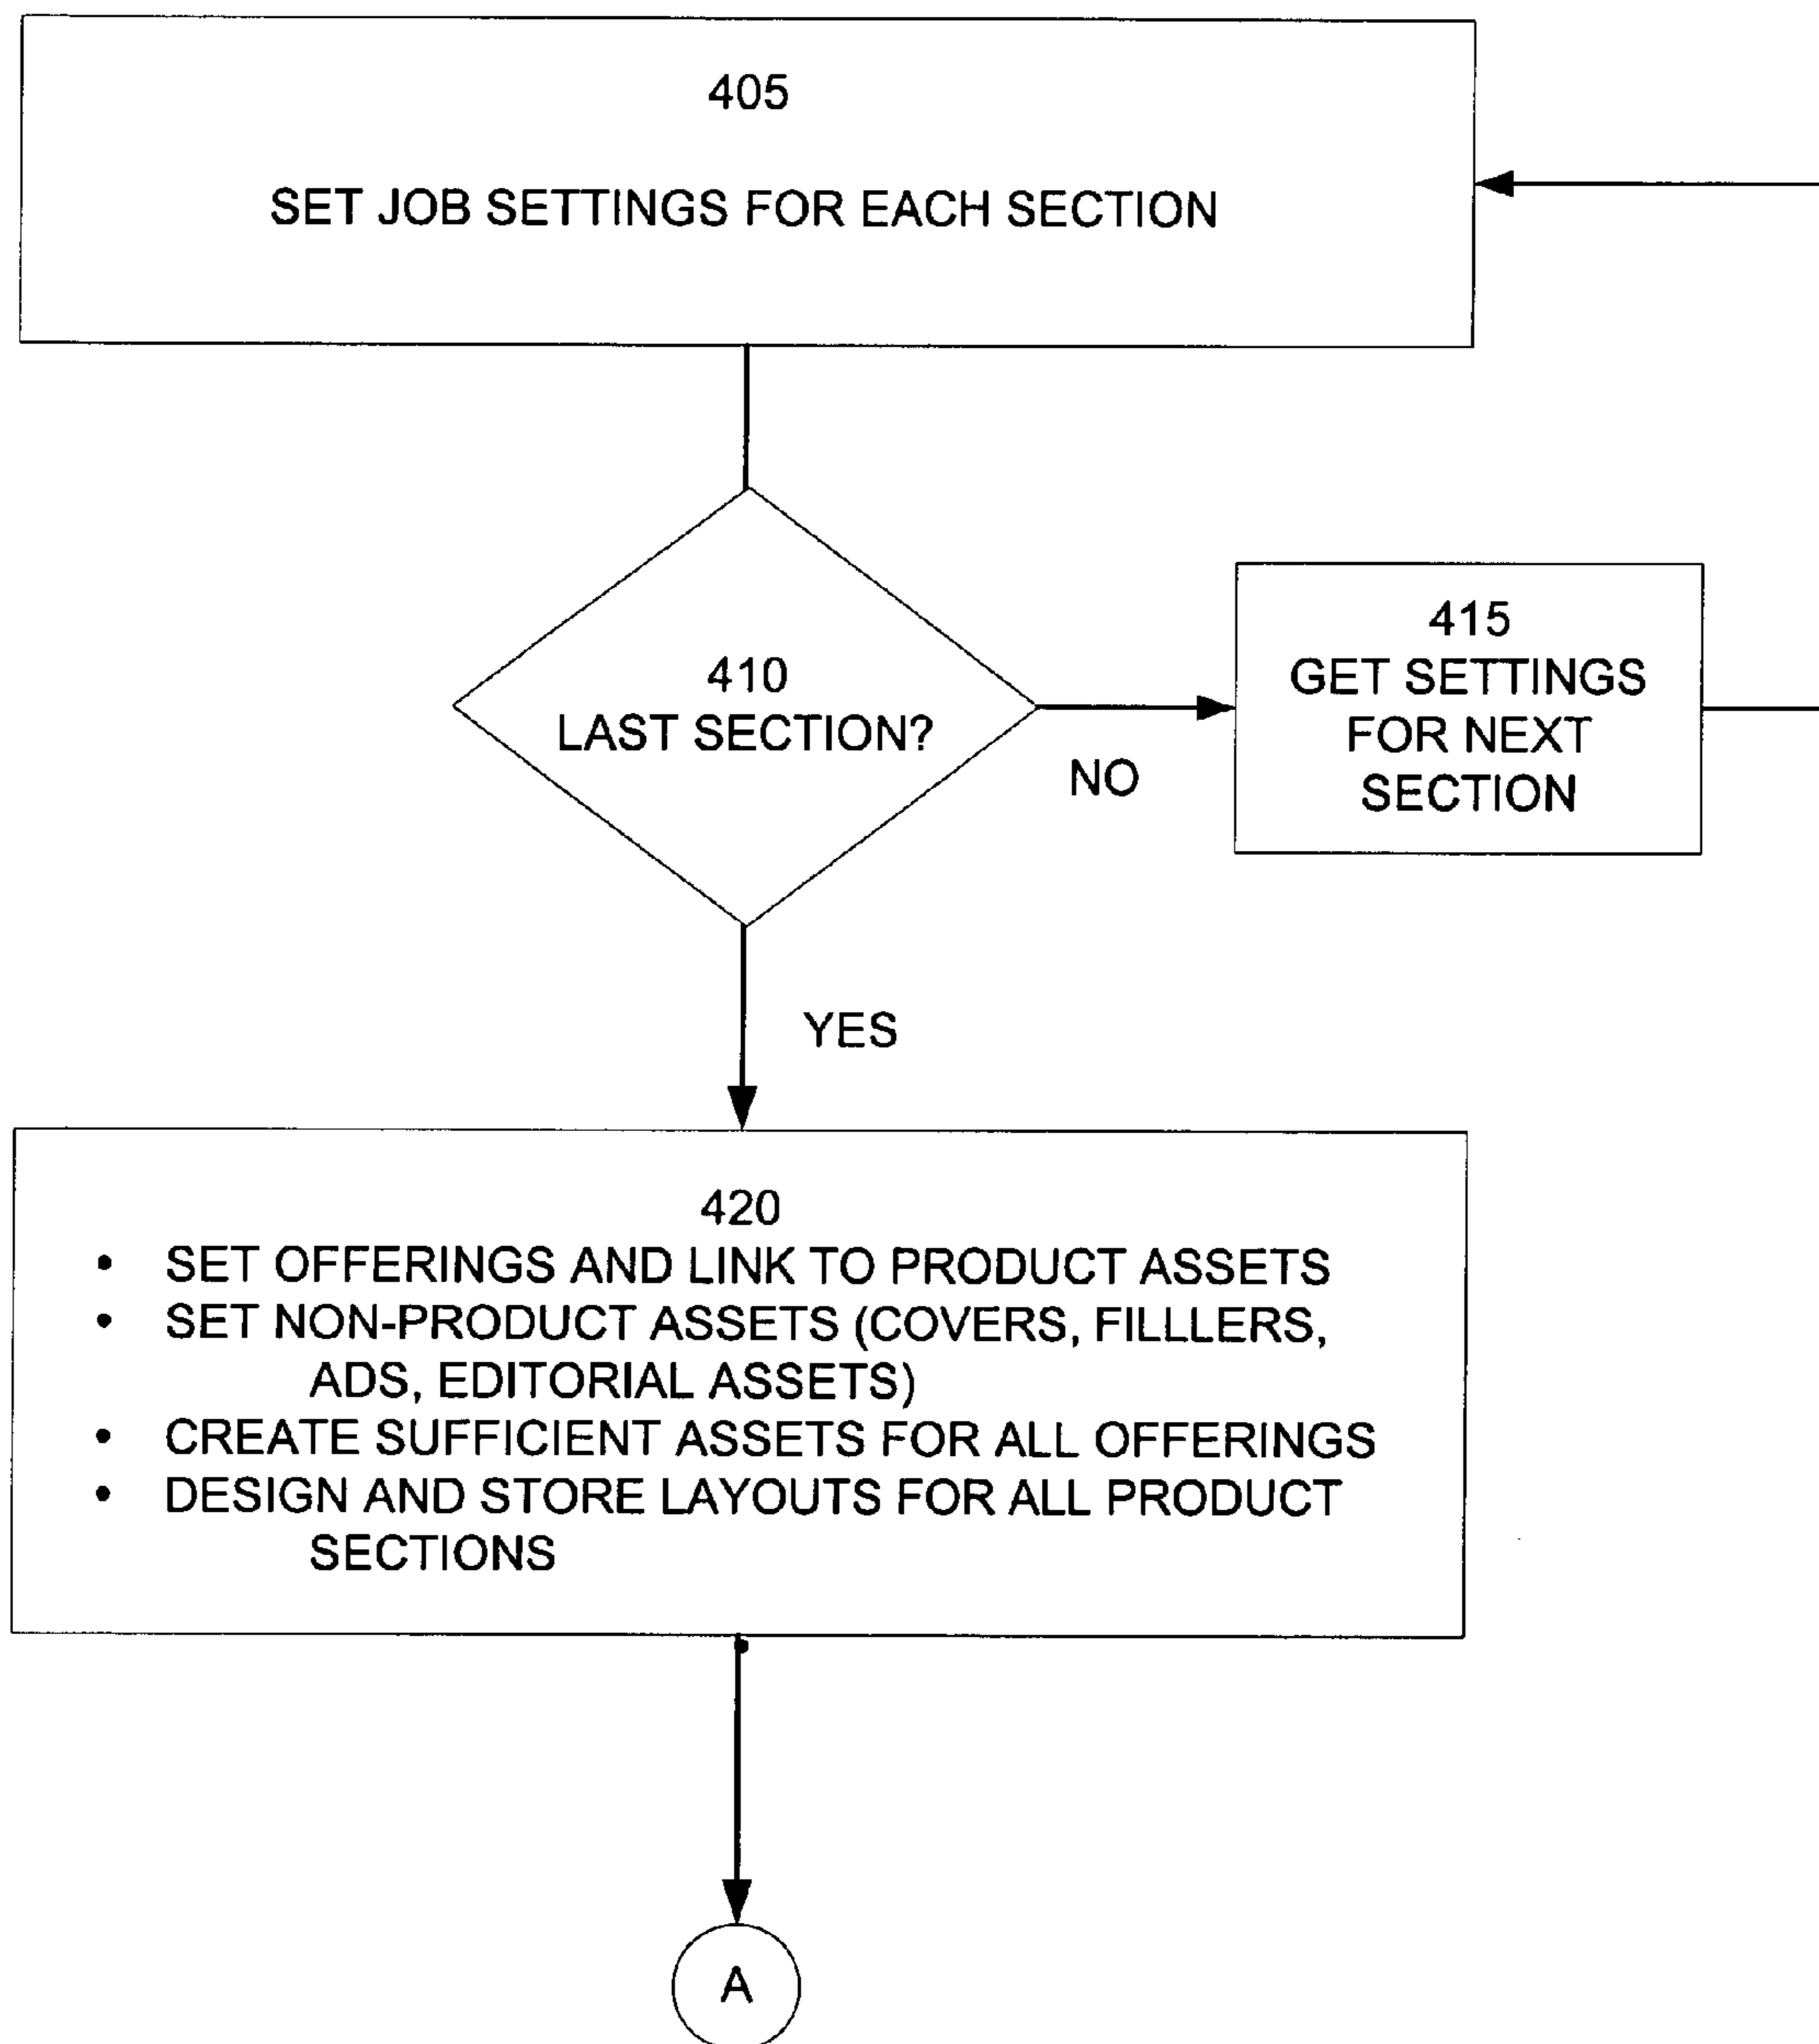 405
SET JOB SETTINGS FOR EACH SECTION
410
LAST SECTION?
NO
415
GET SETTINGS
FOR NEXT
SECTION
YES
420
• SET OFFERINGS AND LINK TO PRODUCT ASSETS
• SET NON-PRODUCT ASSETS (COVERS, FILLLERS,
ADS, EDITORIAL ASSETS)
• CREATE SUFFICIENT ASSETS FOR ALL OFFERINGS
• DESIGN AND STORE LAYOUTS FOR ALL PRODUCT
SECTIONS
A